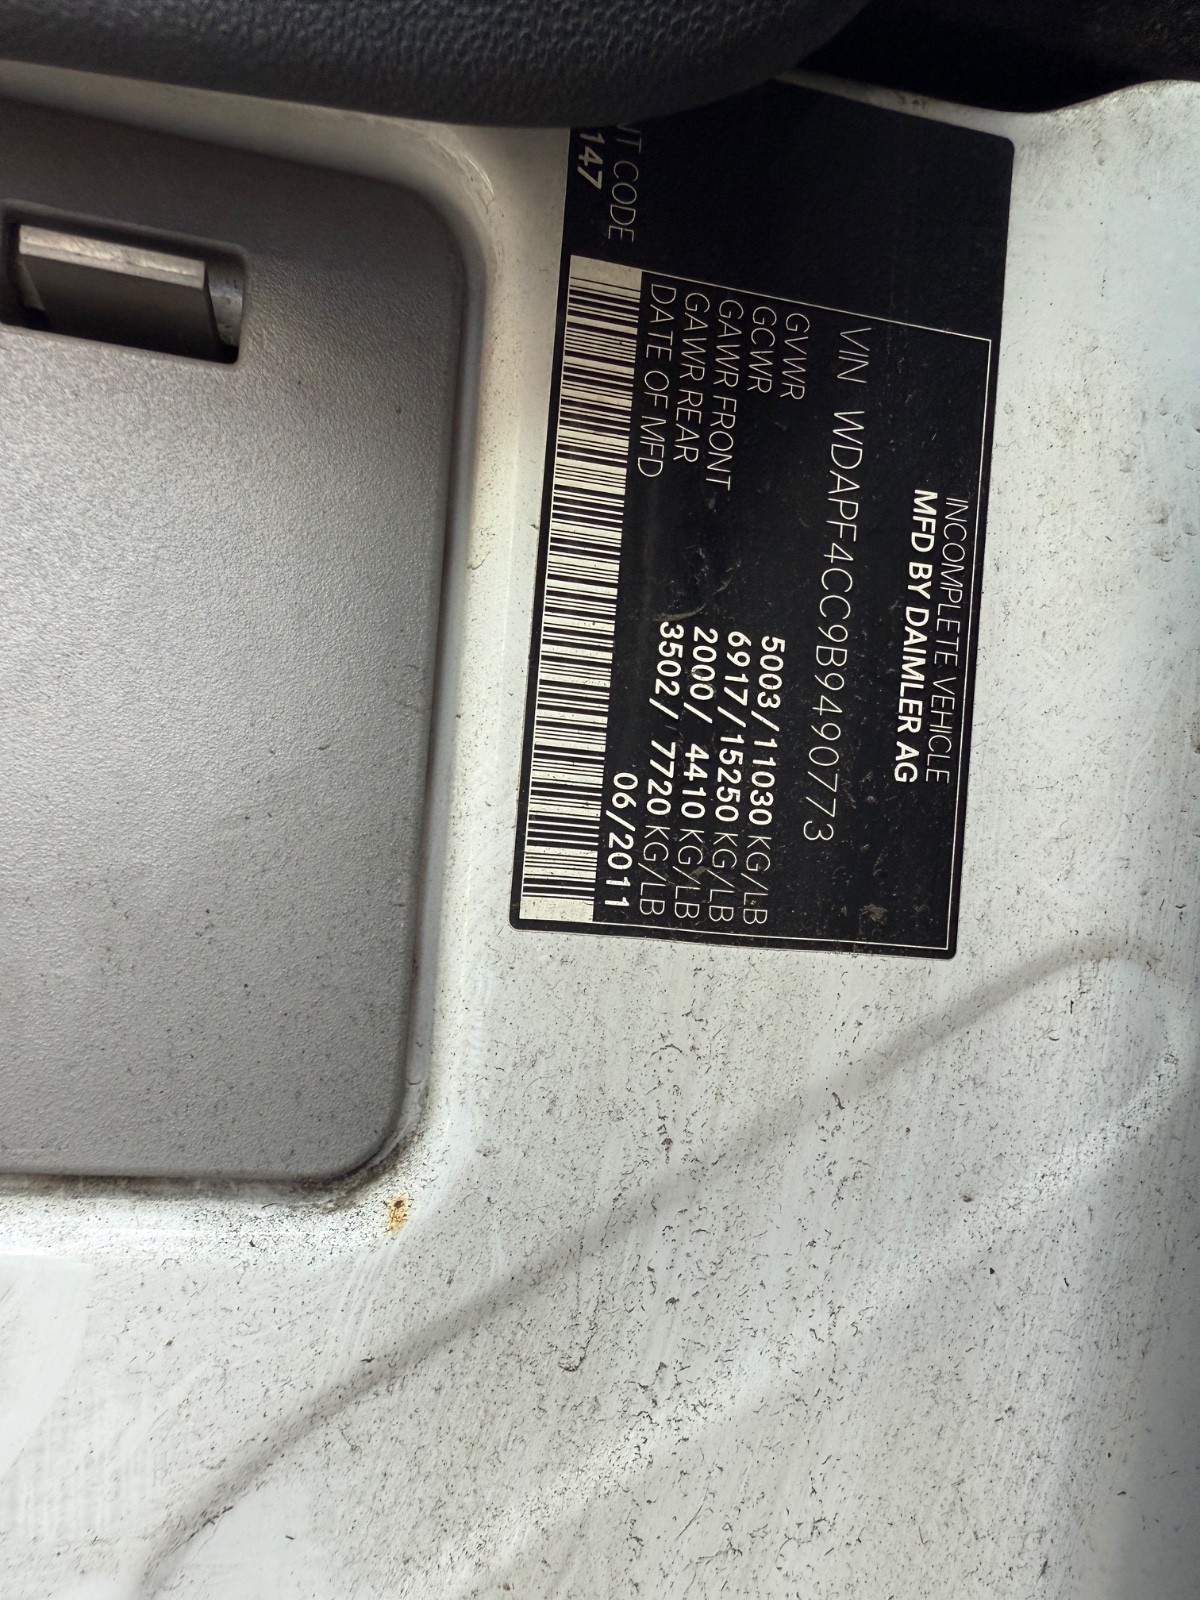 INCOMPLETE VEHICLE
MFD BY DAIMLER AG
VIN WDAPF4CC9B9490773
GVWR 5003/11030 KG/LB
GCWR 6917/15250 KG/LB
GAWR FRONT 2000/ 4410 KG/LB
GAWR REAR 3502/ 7720 KG/LB
DATE OF MFD 06/2011
CODE
147